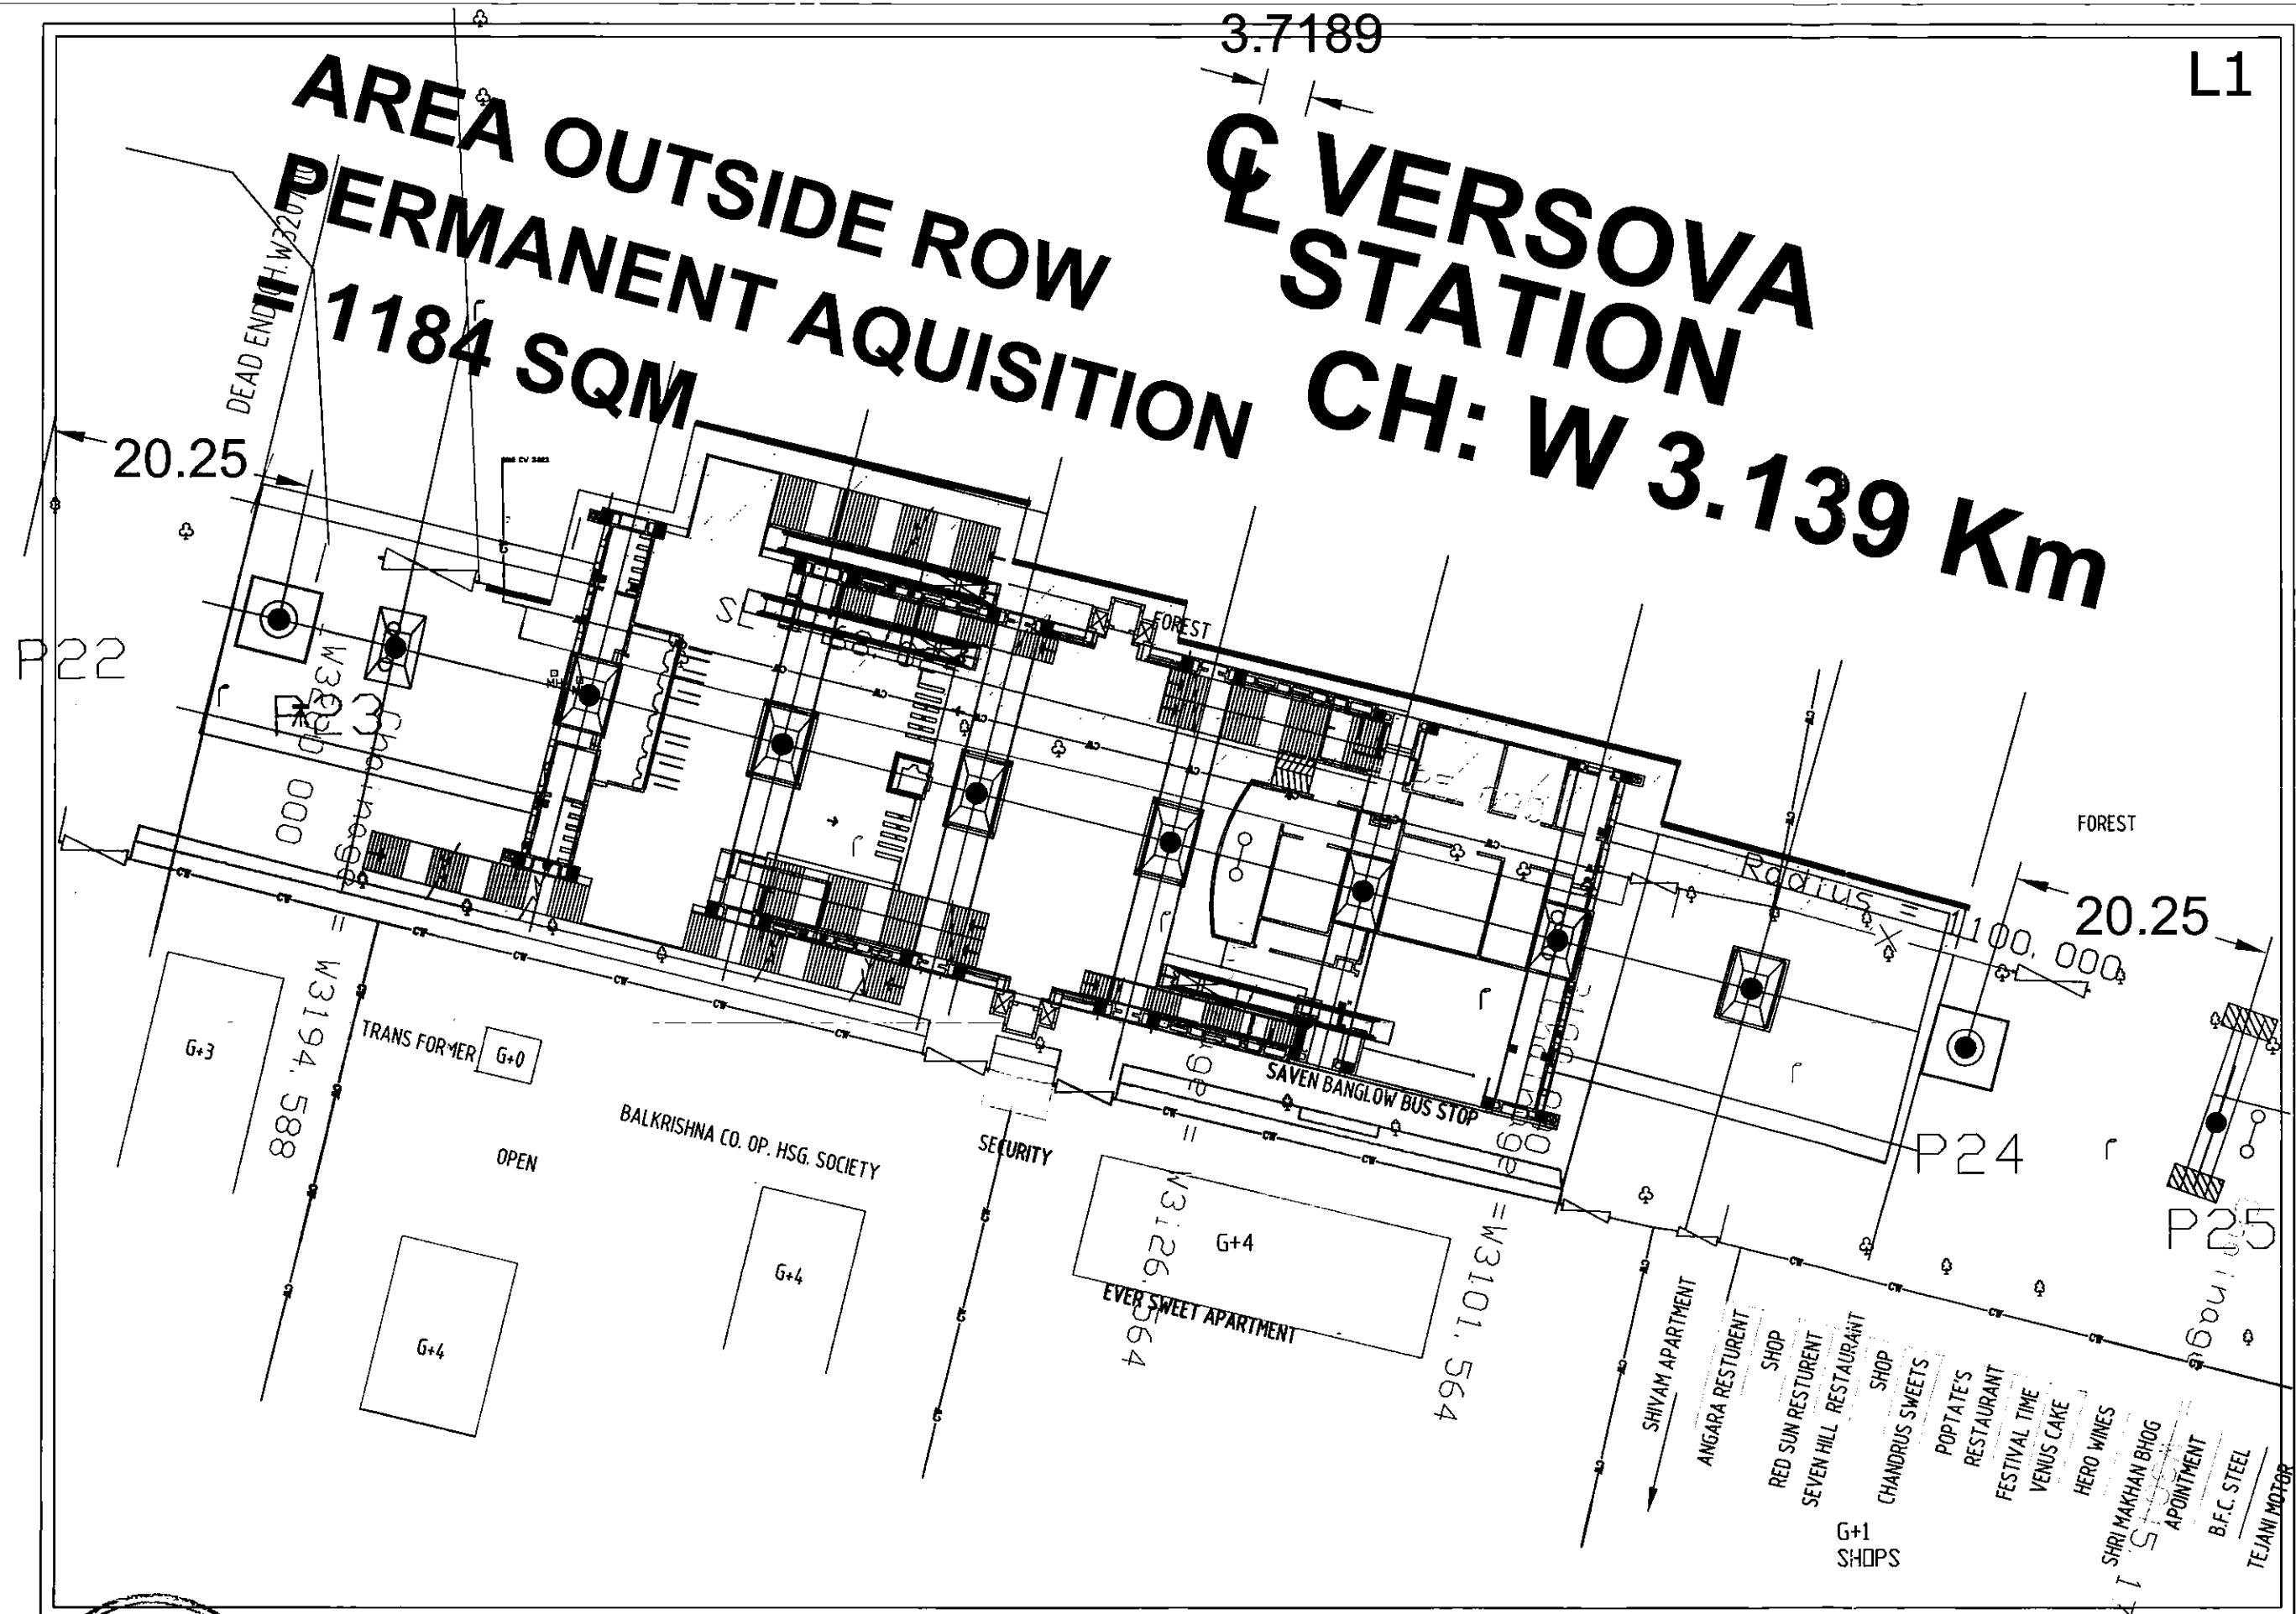 3.7189
L1
AREA OUTSIDE ROW
PERMANENT AQUISITION
= 1184 SQM
℄ VERSOVA
STATION
CH: W 3.139 Km
20.25
P22
P23
FOREST
FOREST
20.25
P24
P25
G+3
TRANS FORMER
G+0
OPEN
BALKRISHNA CO. OP. HSG. SOCIETY
SECURITY
SAVEN BANGLOW BUS STOP
= W3194. 588
G+4
G+4
G+4
EVER SWEET APARTMENT
= W3126.564
=W3101. 564
Radius = 1100. 000
SHIVAM APARTMENT
ANGARA RESTURENT
SHOP
RED SUN RESTURENT
SEVEN HILL RESTAURANT
SHOP
CHANDRUS SWEETS
POPTATE'S
RESTAURANT
FESTIVAL TIME
VENUS CAKE
HERO WINES
SHRI MAKHAN BHOG
APOINTMENT
B.F.C. STEEL
TEJANI MOTOR
G+1
SHOPS